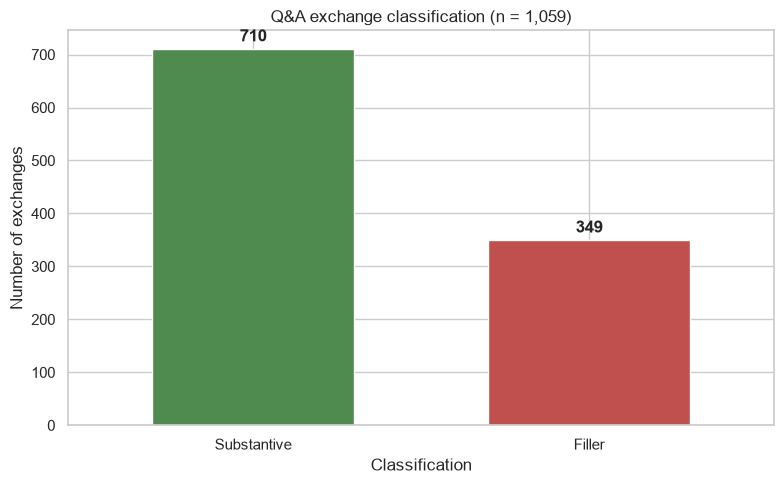 Q&A exchange classification (n = 1,059)
Number of exchanges
700
600
500
400
300
200
100
0
710
349
Substantive
Filler
Classification